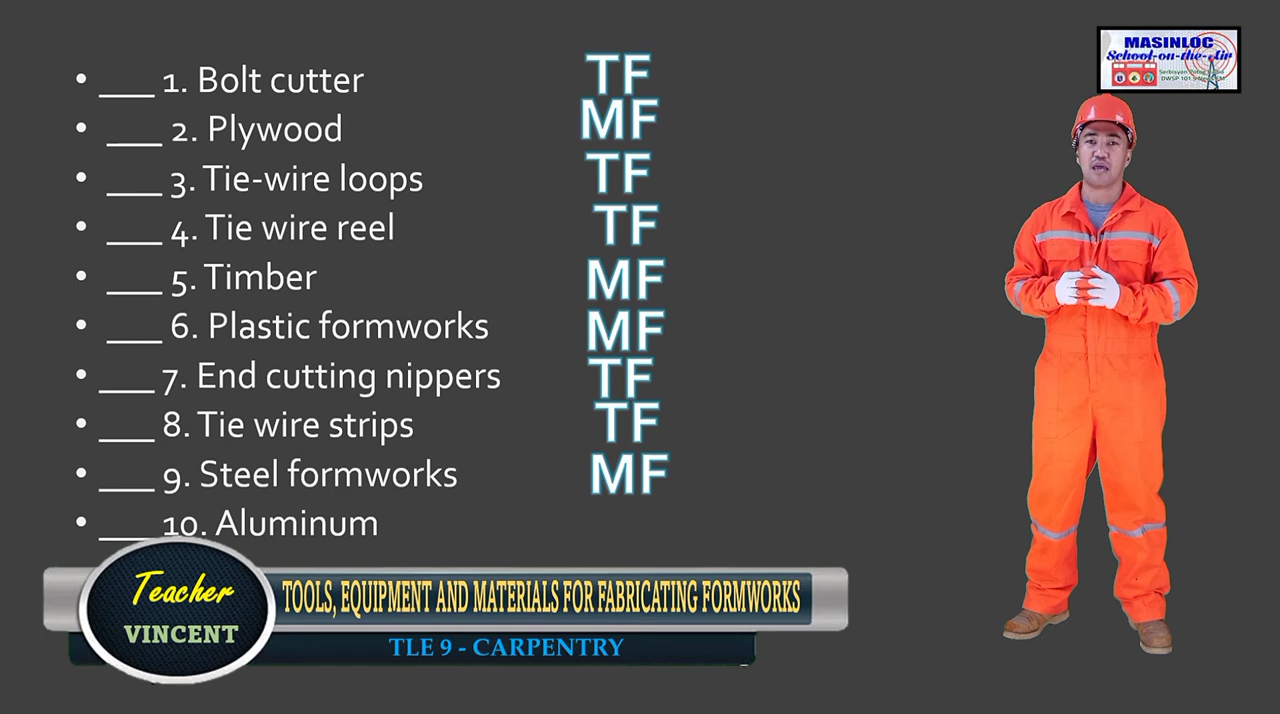 • ___ 1. Bolt cutter TF
• ___ 2. Plywood MF
• ___ 3. Tie-wire loops TF
• ___ 4. Tie wire reel TF
• ___ 5. Timber MF
• ___ 6. Plastic formworks MF
• ___ 7. End cutting nippers TF
• ___ 8. Tie wire strips TF
• ___ 9. Steel formworks MF
• ___ 10. Aluminum
MASINLOC
School-on-the-Air
Teacher
VINCENT
TOOLS, EQUIPMENT AND MATERIALS FOR FABRICATING FORMWORKS
TLE 9 - CARPENTRY